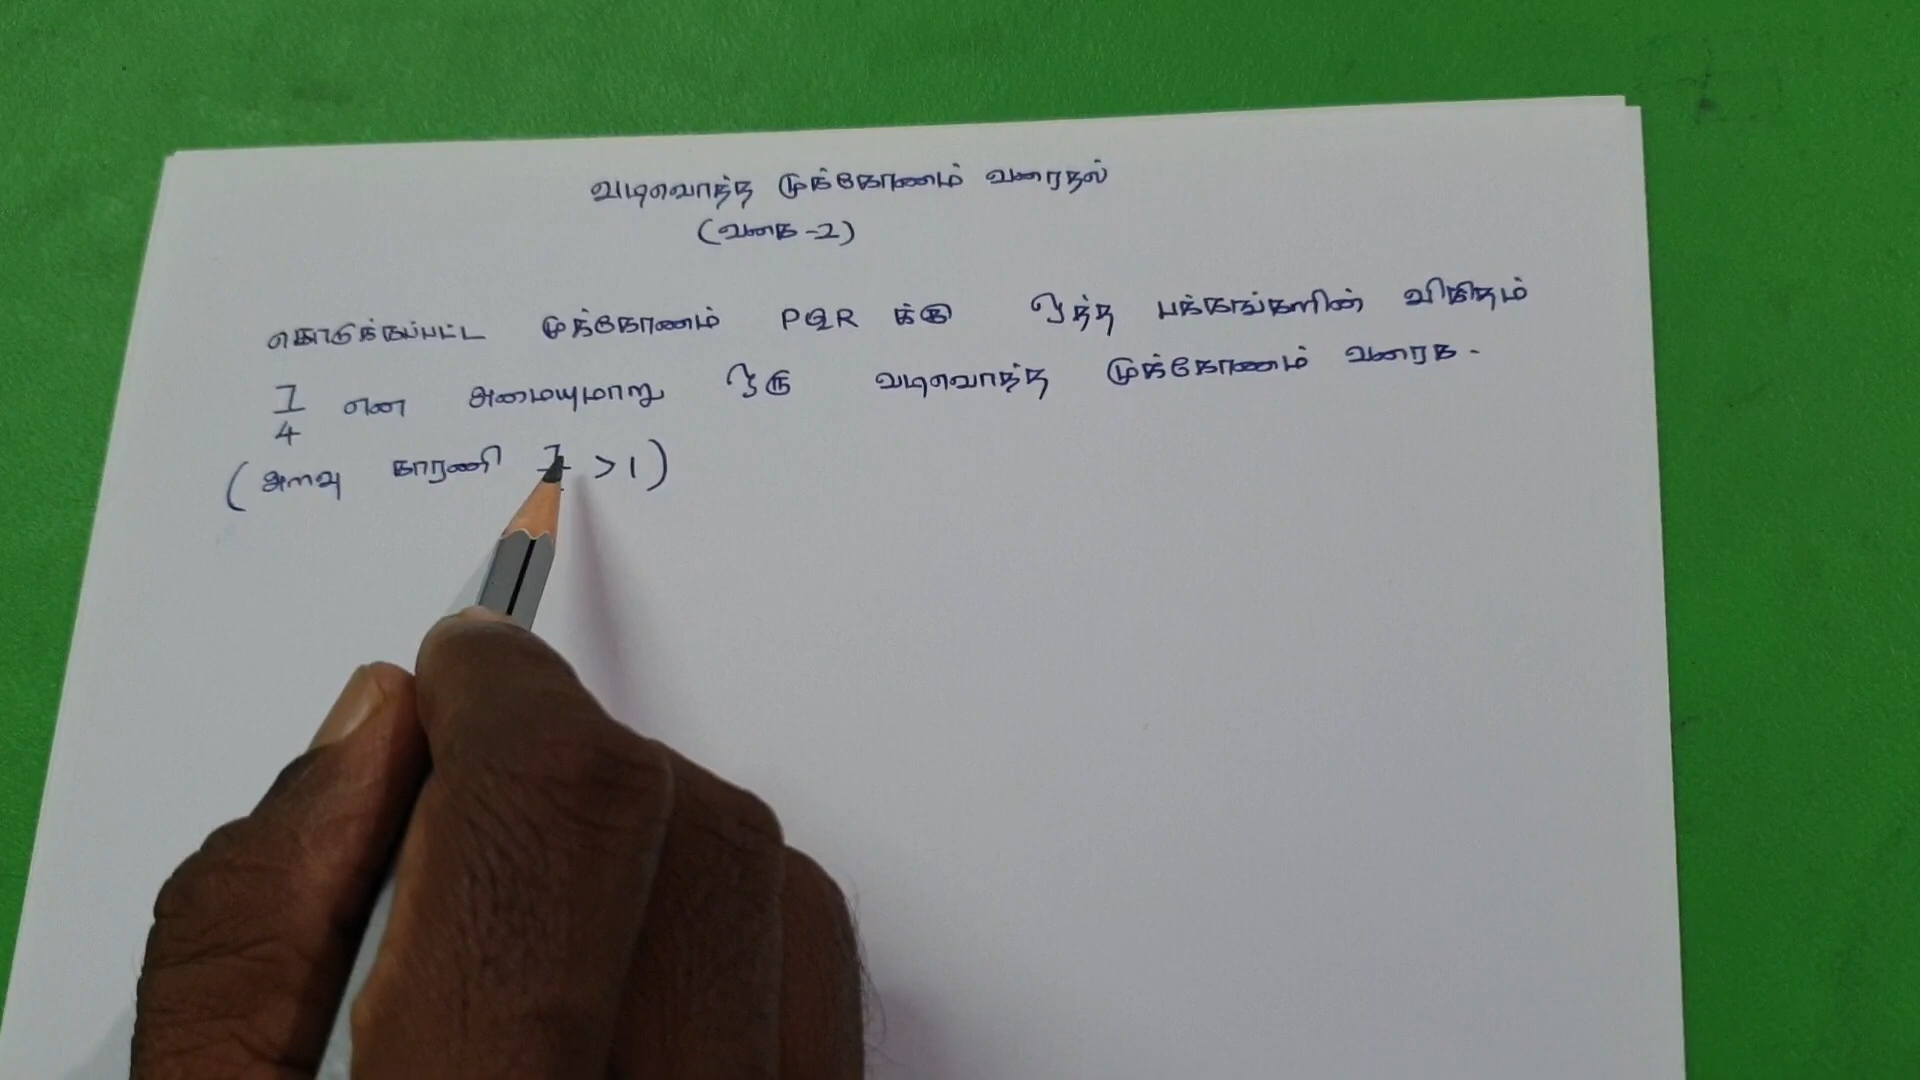 வடிவொத்த முக்கோணம் வரைதல்
(வகை -2)
கொடுக்கப்பட்ட முக்கோணம் PQR க்கு ஒத்த பக்கங்களின் விகிதம்
7/4 என அமையுமாறு ஒரு வடிவொத்த முக்கோணம் வரைக.
(அளவு காரணி > 1)